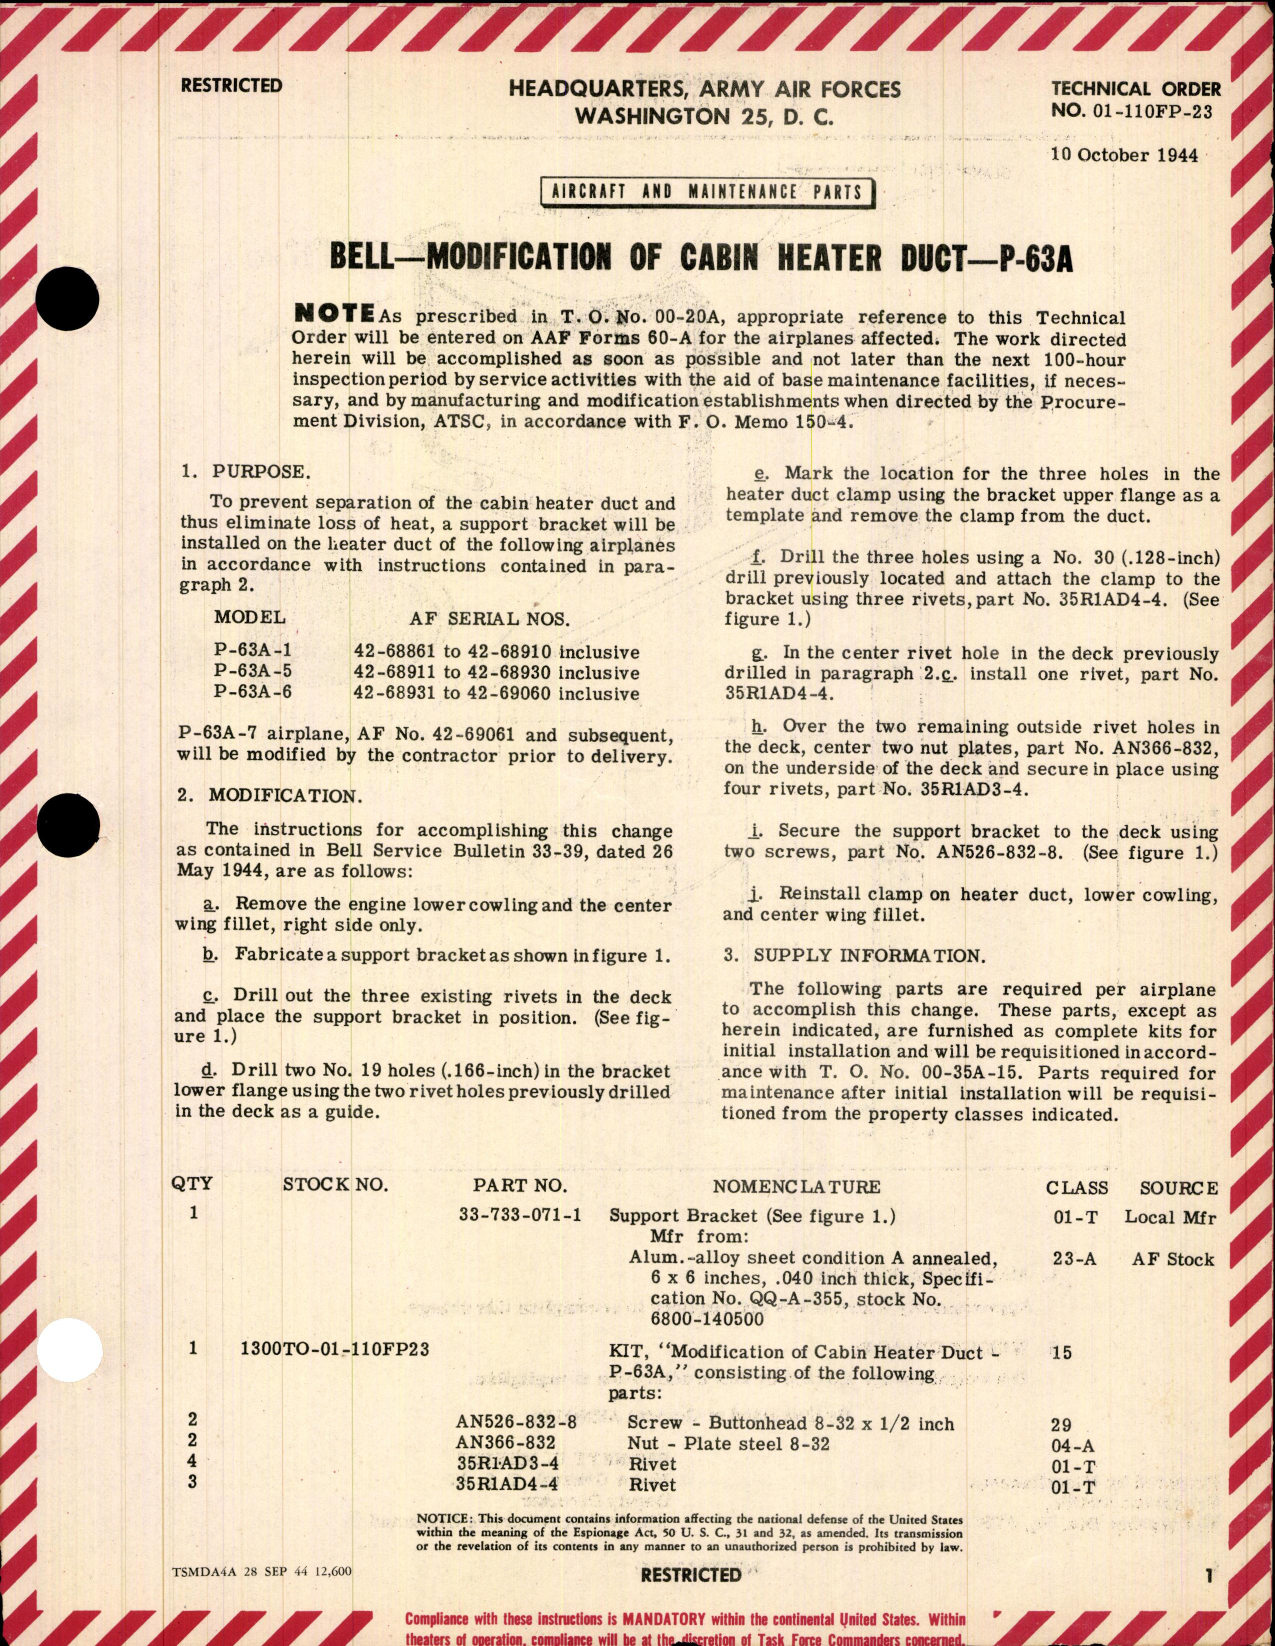 RESTRICTED
HEADQUARTERS, ARMY AIR FORCES
WASHINGTON 25, D. C.
TECHNICAL ORDER
NO. 01-110FP-23
10 October 1944
AIRCRAFT AND MAINTENANCE PARTS
BELL—MODIFICATION OF CABIN HEATER DUCT—P-63A
NOTE As prescribed in T. O. No. 00-20A, appropriate reference to this Technical
Order will be entered on AAF Forms 60-A for the airplanes affected. The work directed
herein will be accomplished as soon as possible and not later than the next 100-hour
inspection period by service activities with the aid of base maintenance facilities, if neces-
sary, and by manufacturing and modification establishments when directed by the Procure-
ment Division, ATSC, in accordance with F. O. Memo 150-4.
1. PURPOSE.
To prevent separation of the cabin heater duct and
thus eliminate loss of heat, a support bracket will be
installed on the heater duct of the following airplanes
in accordance with instructions contained in para-
graph 2.
MODEL AF SERIAL NOS.
P-63A-1 42-68861 to 42-68910 inclusive
P-63A-5 42-68911 to 42-68930 inclusive
P-63A-6 42-68931 to 42-69060 inclusive
P-63A-7 airplane, AF No. 42-69061 and subsequent,
will be modified by the contractor prior to delivery.
2. MODIFICATION.
The instructions for accomplishing this change
as contained in Bell Service Bulletin 33-39, dated 26
May 1944, are as follows:
a. Remove the engine lower cowling and the center
wing fillet, right side only.
b. Fabricate a support bracket as shown in figure 1.
c. Drill out the three existing rivets in the deck
and place the support bracket in position. (See fig-
ure 1.)
d. Drill two No. 19 holes (.166-inch) in the bracket
lower flange using the two rivet holes previously drilled
in the deck as a guide.
e. Mark the location for the three holes in the
heater duct clamp using the bracket upper flange as a
template and remove the clamp from the duct.
f. Drill the three holes using a No. 30 (.128-inch)
drill previously located and attach the clamp to the
bracket using three rivets, part No. 35R1AD4-4. (See
figure 1.)
g. In the center rivet hole in the deck previously
drilled in paragraph 2.c. install one rivet, part No.
35R1AD4-4.
h. Over the two remaining outside rivet holes in
the deck, center two nut plates, part No. AN366-832,
on the underside of the deck and secure in place using
four rivets, part No. 35R1AD3-4.
i. Secure the support bracket to the deck using
two screws, part No. AN526-832-8. (See figure 1.)
j. Reinstall clamp on heater duct, lower cowling,
and center wing fillet.
3. SUPPLY INFORMATION.
The following parts are required per airplane
to accomplish this change. These parts, except as
herein indicated, are furnished as complete kits for
initial installation and will be requisitioned in accord-
ance with T. O. No. 00-35A-15. Parts required for
maintenance after initial installation will be requisi-
tioned from the property classes indicated.
QTY STOCK NO. PART NO. NOMENCLATURE CLASS SOURCE
1 33-733-071-1 Support Bracket (See figure 1.) 01-T Local Mfr
Mfr from:
Alum.-alloy sheet condition A annealed, 23-A AF Stock
6 x 6 inches, .040 inch thick, Specifi-
cation No. QQ-A-355, stock No.
6800-140500
1 1300TO-01-110FP23 KIT, "Modification of Cabin Heater Duct - 15
P-63A," consisting of the following
parts:
2 AN526-832-8 Screw - Buttonhead 8-32 x 1/2 inch 29
2 AN366-832 Nut - Plate steel 8-32 04-A
4 35R1AD3-4 Rivet 01-T
3 35R1AD4-4 Rivet 01-T
NOTICE: This document contains information affecting the national defense of the United States
within the meaning of the Espionage Act, 50 U. S. C., 31 and 32, as amended. Its transmission
or the revelation of its contents in any manner to an unauthorized person is prohibited by law.
TSMDA4A 28 SEP 44 12,600
RESTRICTED
1
Compliance with these instructions is MANDATORY within the continental United States. Within
theaters of operation, compliance will be at the discretion of Task Force Commanders concerned.